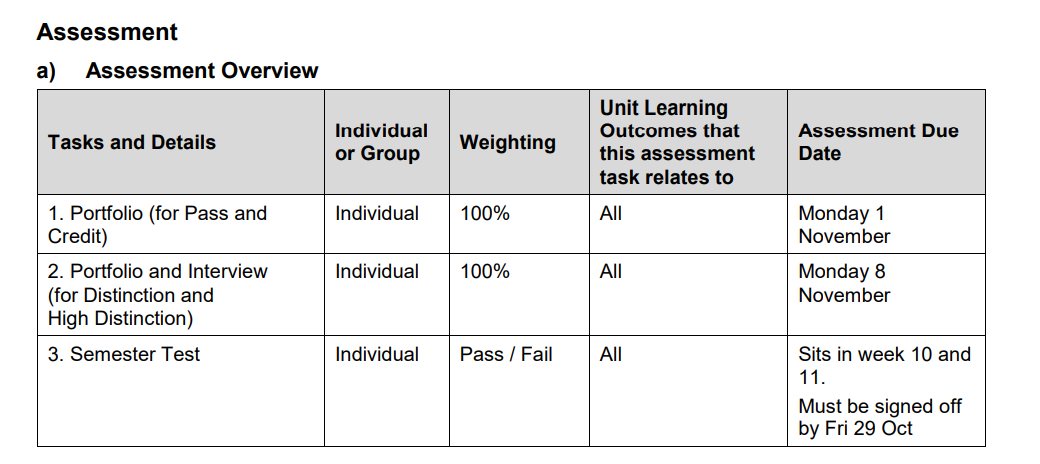 Assessment
a) Assessment Overview
Tasks and Details
Individual
or Group
Weighting
Unit Learning
Outcomes that
this assessment
task relates to
Assessment Due
Date
1. Portfolio (for Pass and
Credit)
Individual
100%
All
Monday 1
November
2. Portfolio and Interview
(for Distinction and
High Distinction)
Individual
100%
All
Monday 8
November
3. Semester Test
Individual
Pass / Fail
All
Sits in week 10 and
11.
Must be signed off
by Fri 29 Oct